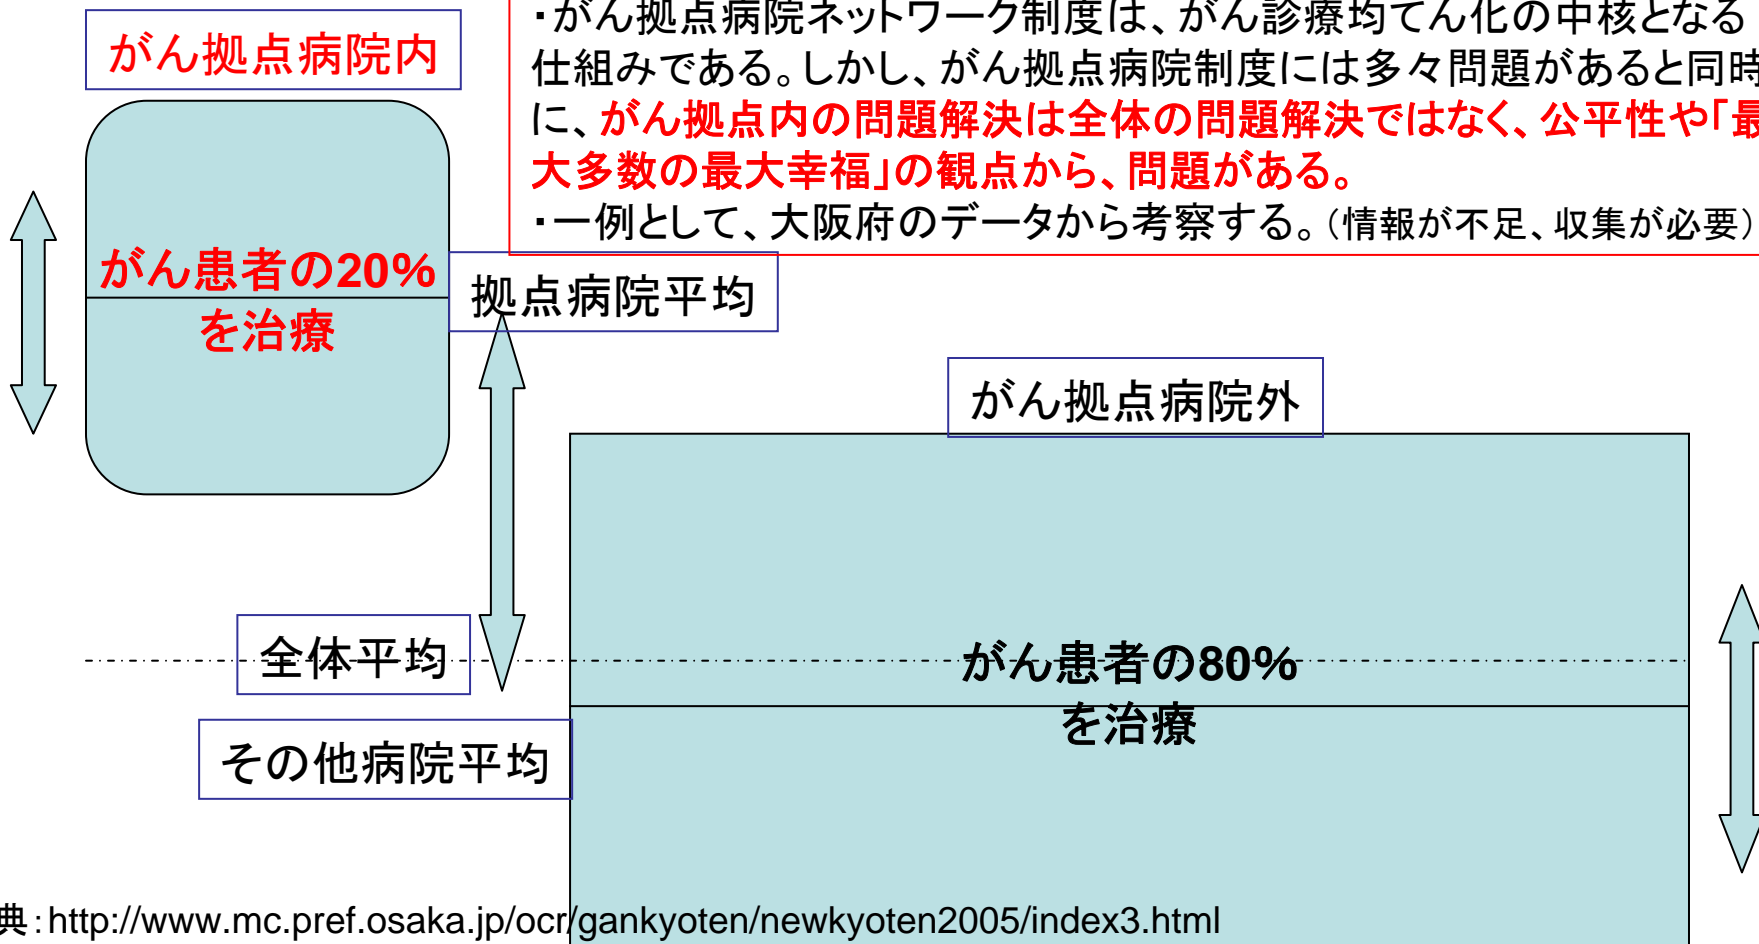 ・がん拠点病院ネットワーク制度は、がん診療均てん化の中核となる
仕組みである。しかし、がん拠点病院制度には多々問題があると同時
に、がん拠点内の問題解決は全体の問題解決ではなく、公平性や「最
大多数の最大幸福」の観点から、問題がある。
・一例として、大阪府のデータから考察する。（情報が不足、収集が必要）
がん拠点病院内
がん患者の20%
を治療
拠点病院平均
がん拠点病院外
全体平均
がん患者の80%
を治療
その他病院平均
典：http://www.mc.pref.osaka.jp/ocr/gankyoten/newkyoten2005/index3.html